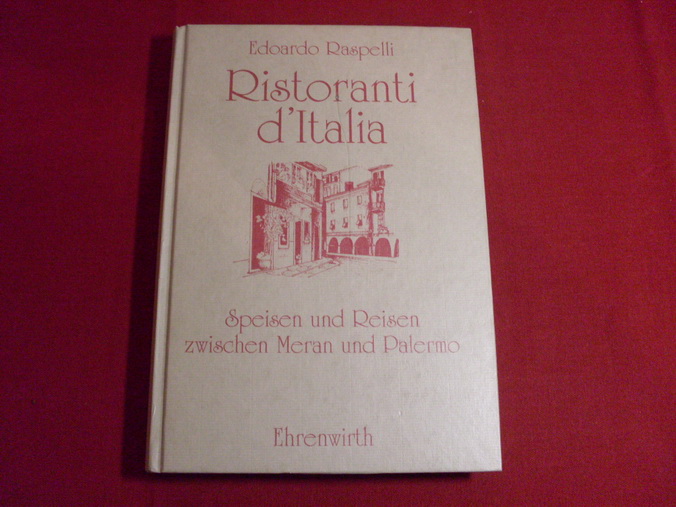 Edoardo Raspelli
Ristoranti
d'Italia
Speisen und Reisen
zwischen Meran und Palermo
Ehrenwirth